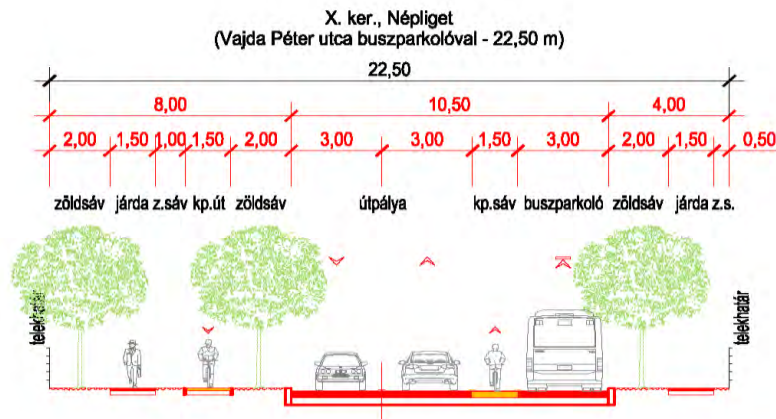 X. ker., Népliget
(Vajda Péter utca buszparkolóval - 22,50 m)
22,50
8,00 10,50 4,00
2,00 1,50 1,00 1,50 2,00 3,00 3,00 1,50 3,00 2,00 1,50 0,50
zöldsáv járda z.sáv kp.út zöldsáv útpálya kp.sáv buszparkoló zöldsáv járda z.s.
telekhatár telekhatár